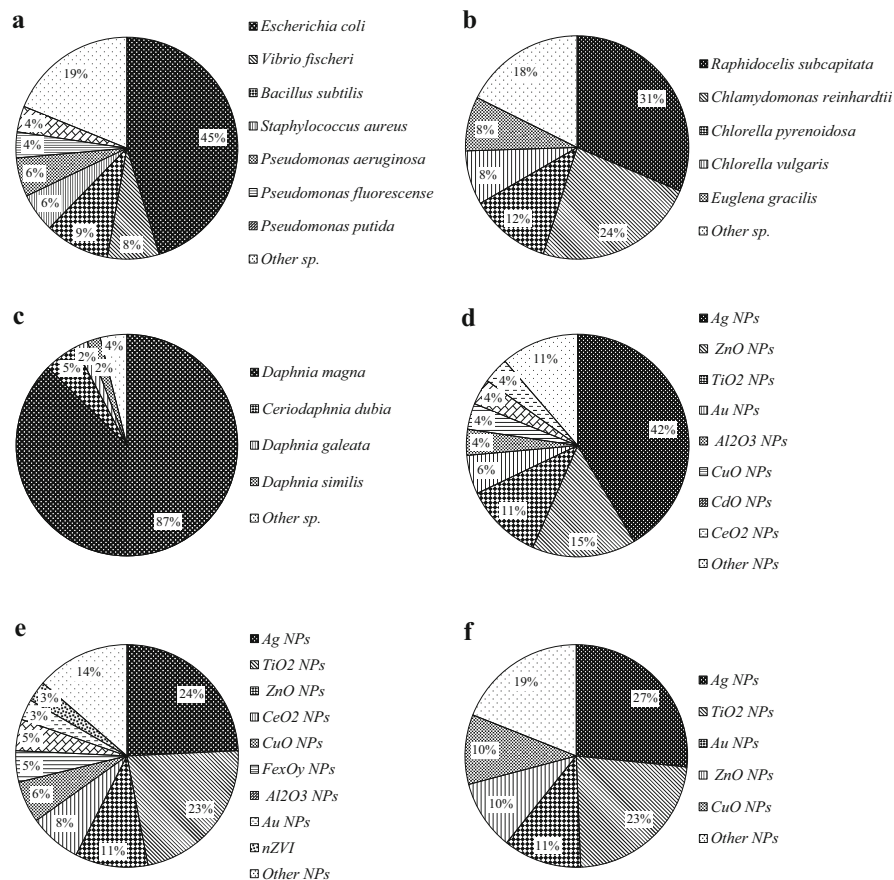 a
45%
8%
9%
6%
6%
4%
4%
19%
Escherichia coli
Vibrio fischeri
Bacillus subtilis
Staphylococcus aureus
Pseudomonas aeruginosa
Pseudomonas fluorescense
Pseudomonas putida
Other sp.
b
31%
24%
12%
8%
8%
18%
Raphidocelis subcapitata
Chlamydomonas reinhardtii
Chlorella pyrenoidosa
Chlorella vulgaris
Euglena gracilis
Other sp.
c
87%
5%
2%
2%
4%
Daphnia magna
Ceriodaphnia dubia
Daphnia galeata
Daphnia similis
Other sp.
d
42%
15%
11%
6%
4%
4%
4%
4%
11%
Ag NPs
ZnO NPs
TiO2 NPs
Au NPs
Al2O3 NPs
CuO NPs
CdO NPs
CeO2 NPs
Other NPs
e
24%
23%
11%
8%
6%
5%
5%
3%
3%
14%
Ag NPs
TiO2 NPs
ZnO NPs
CeO2 NPs
CuO NPs
FexOy NPs
Al2O3 NPs
Au NPs
nZVI
Other NPs
f
27%
23%
11%
10%
10%
19%
Ag NPs
TiO2 NPs
Au NPs
ZnO NPs
CuO NPs
Other NPs